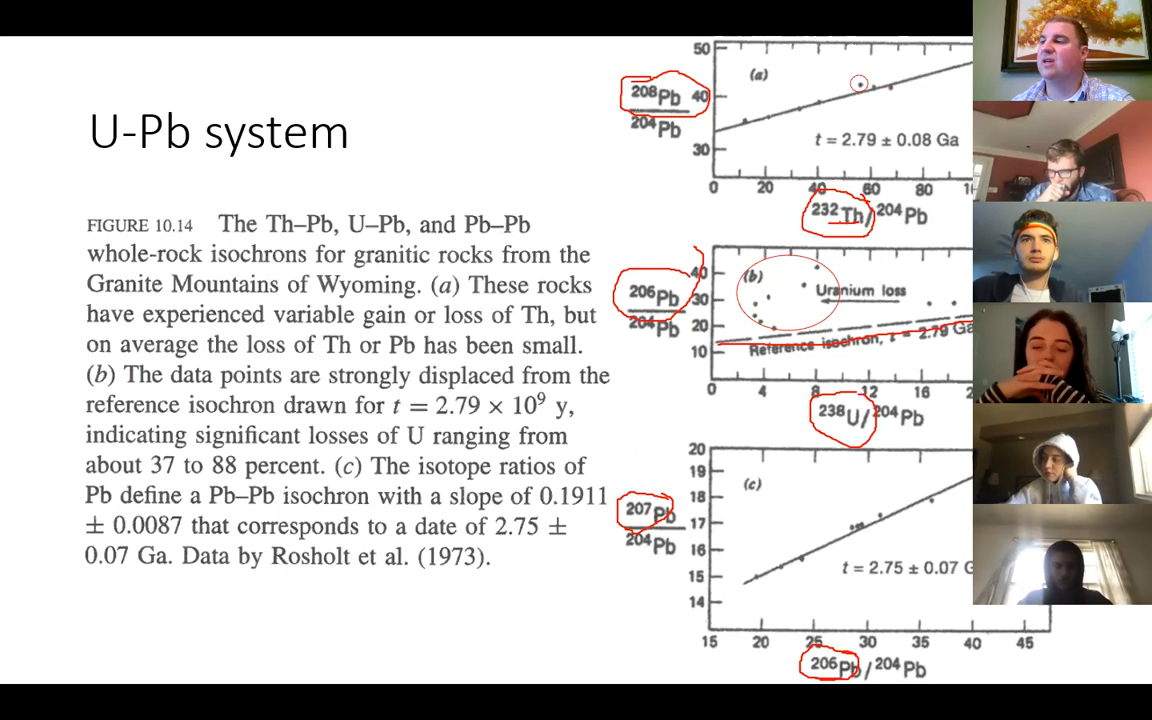 U-Pb system
FIGURE 10.14 The Th–Pb, U–Pb, and Pb–Pb
whole-rock isochrons for granitic rocks from the
Granite Mountains of Wyoming. (a) These rocks
have experienced variable gain or loss of Th, but
on average the loss of Th or Pb has been small.
(b) The data points are strongly displaced from the
reference isochron drawn for t = 2.79 × 10⁹ y,
indicating significant losses of U ranging from
about 37 to 88 percent. (c) The isotope ratios of
Pb define a Pb–Pb isochron with a slope of 0.1911
± 0.0087 that corresponds to a date of 2.75 ±
0.07 Ga. Data by Rosholt et al. (1973).
50
(a)
²⁰⁸Pb
40
²⁰⁴Pb
t = 2.79 ± 0.08 Ga
30
0 20 40 60 80
²³²Th/²⁰⁴Pb
40
(b)
²⁰⁶Pb
30
Uranium loss
²⁰⁴Pb
20
Reference isochron, t = 2.79 Ga
10
0 4 8 12 16
²³⁸U/²⁰⁴Pb
20
19
(c)
18
²⁰⁷Pb
17
²⁰⁴Pb
16
15
t = 2.75 ± 0.07
14
15 20 25 30 35 40 45
²⁰⁶Pb/²⁰⁴Pb